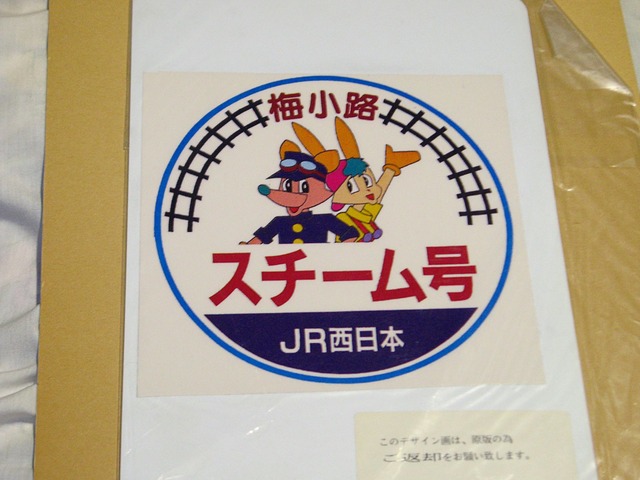 梅小路
スチーム号
JR西日本
このデザイン画は、原版の為
ご返却をお願い致します。